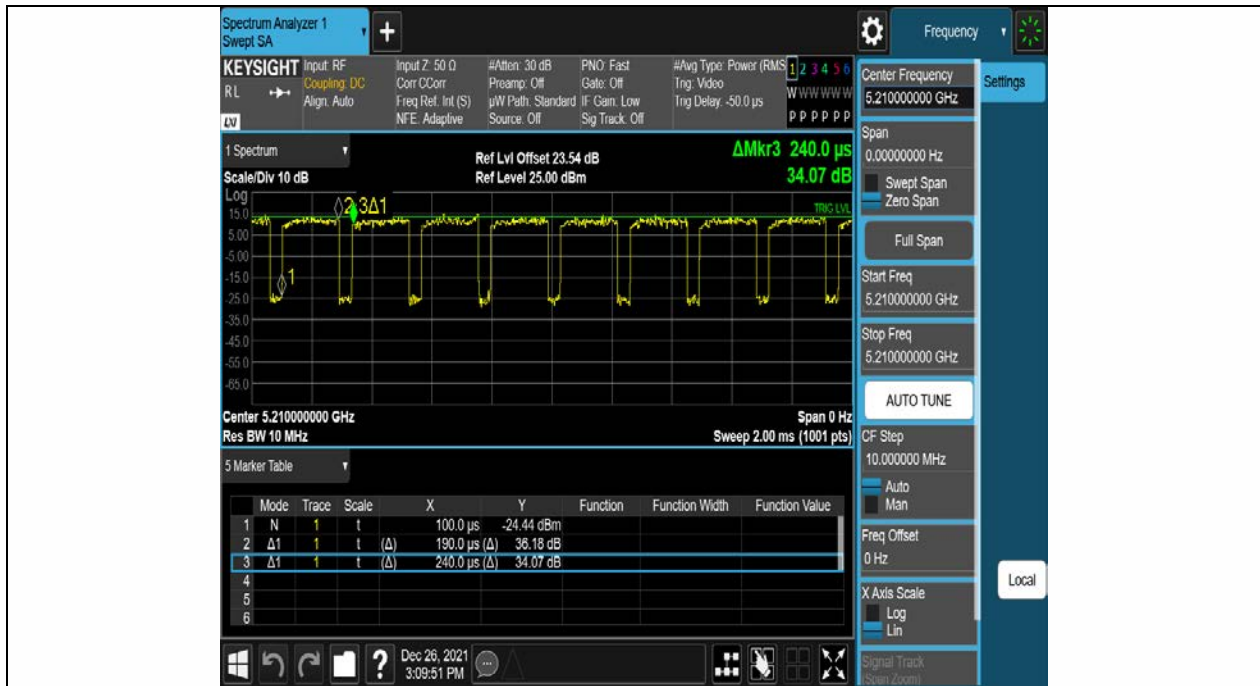 Spectrum Analyzer 1
Swept SA
+
Frequency
KEYSIGHT
Input: RF
Input Z: 50 Ω
#Atten: 30 dB
PNO: Fast
#Avg Type: Power (RMS
1 2 3 4 5 6
RL
Coupling: DC
Corr CCorr
Preamp: Off
Gate: Off
Trig: Video
W W W W W W
Align: Auto
Freq Ref: Int (S)
µW Path: Standard
IF Gain: Low
Trig Delay: -50.0 µs
NFE: Adaptive
Source: Off
Sig Track: Off
P P P P P P
LXI
1 Spectrum
Ref Lvl Offset 23.54 dB
ΔMkr3 240.0 µs
Scale/Div 10 dB
Ref Level 25.00 dBm
34.07 dB
Log
15.0
5.00
-5.00
-15.0
-25.0
-35.0
-45.0
-55.0
-65.0
2 3Δ1
1
TRIG LVL
Center 5.210000000 GHz
Span 0 Hz
Res BW 10 MHz
Sweep 2.00 ms (1001 pts)
5 Marker Table
Mode Trace Scale X Y Function Function Width Function Value
1 N 1 t 100.0 µs -24.44 dBm
2 Δ1 1 t (Δ) 190.0 µs (Δ) 36.18 dB
3 Δ1 1 t (Δ) 240.0 µs (Δ) 34.07 dB
4
5
6
?
Dec 26, 2021
3:09:51 PM
Center Frequency
5.210000000 GHz
Span
0.00000000 Hz
Swept Span
Zero Span
Full Span
Start Freq
5.210000000 GHz
Stop Freq
5.210000000 GHz
AUTO TUNE
CF Step
10.000000 MHz
Auto
Man
Freq Offset
0 Hz
X Axis Scale
Log
Lin
Signal Track
(Span Zoom)
Settings
Local